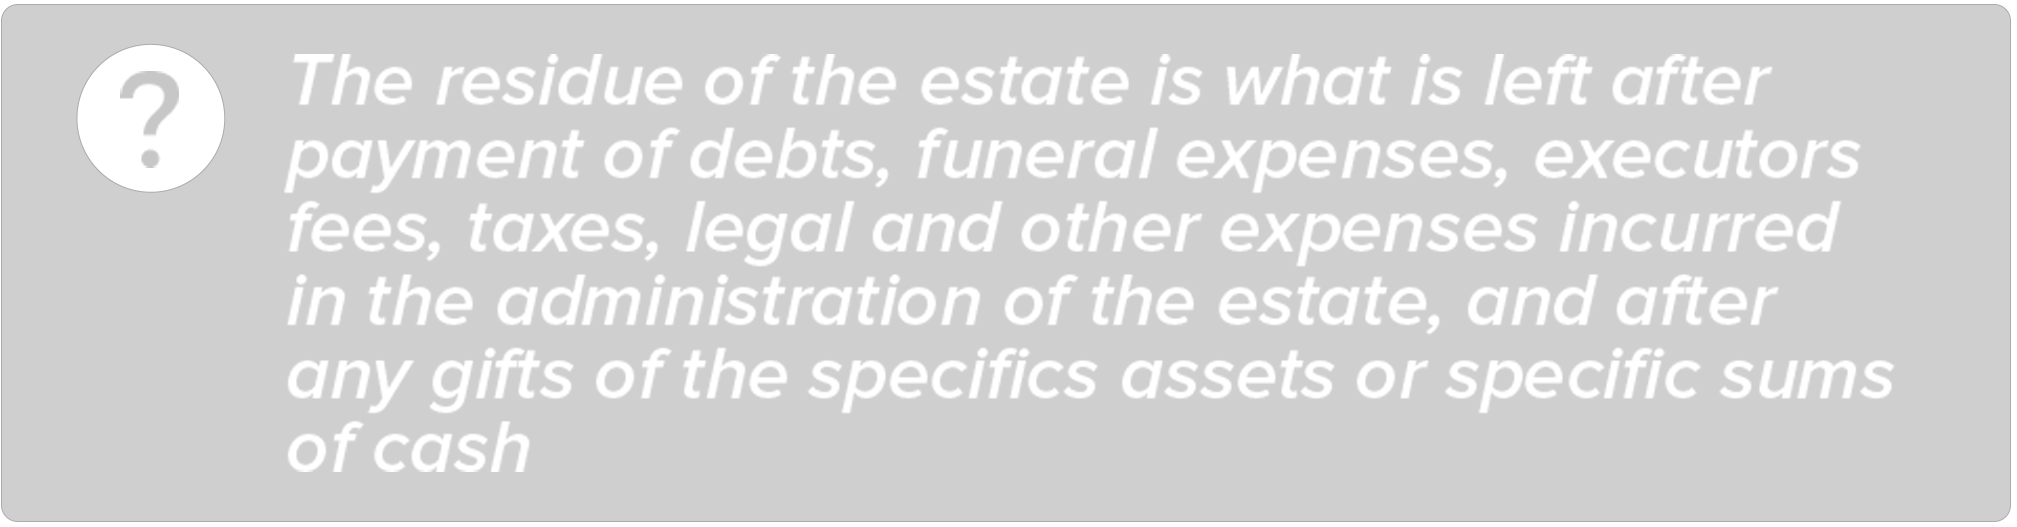 ?
The residue of the estate is what is left after
payment of debts, funeral expenses, executors
fees, taxes, legal and other expenses incurred
in the administration of the estate, and after
any gifts of the specifics assets or specific sums
of cash